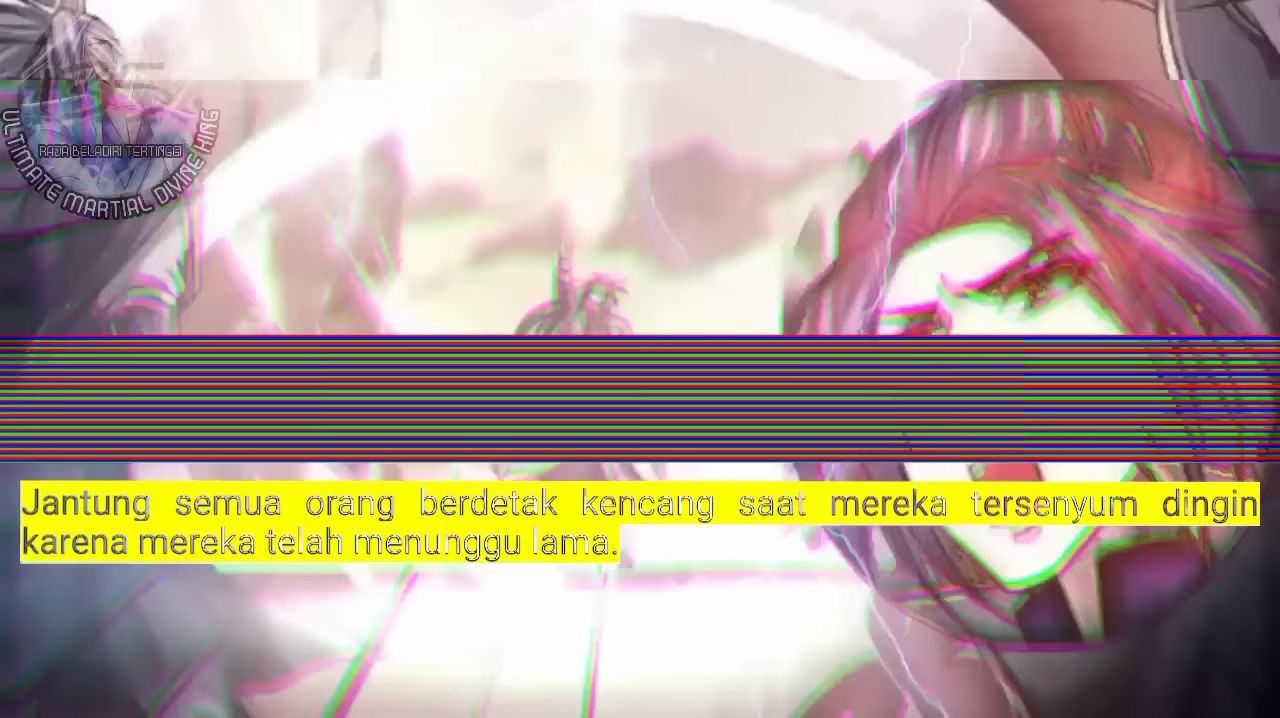 RAJA BELADIRI TERTINGGI
ULTIMATE MARTIAL DIVINE KING
Jantung semua orang berdetak kencang saat mereka tersenyum dingin
karena mereka telah menunggu lama.